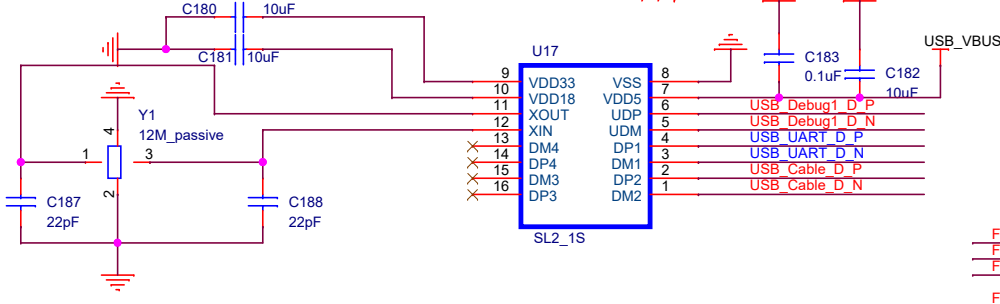 C180 10uF
C181 10uF
U17
USB_VBUS
C183
0.1uF
C182
10uF
9 VDD33 VSS 8
10 VDD18 VDD5 7
11 XOUT UDP 6 USB_Debug1_D_P
12 XIN UDM 5 USB_Debug1_D_N
13 DM4 DP1 4 USB_UART_D_P
14 DP4 DM1 3 USB_UART_D_N
15 DM3 DP2 2 USB_Cable_D_P
16 DP3 DM2 1 USB_Cable_D_N
SL2_1S
Y1
12M_passive
4
1 3
2
C187
22pF
C188
22pF
F
F
F
F